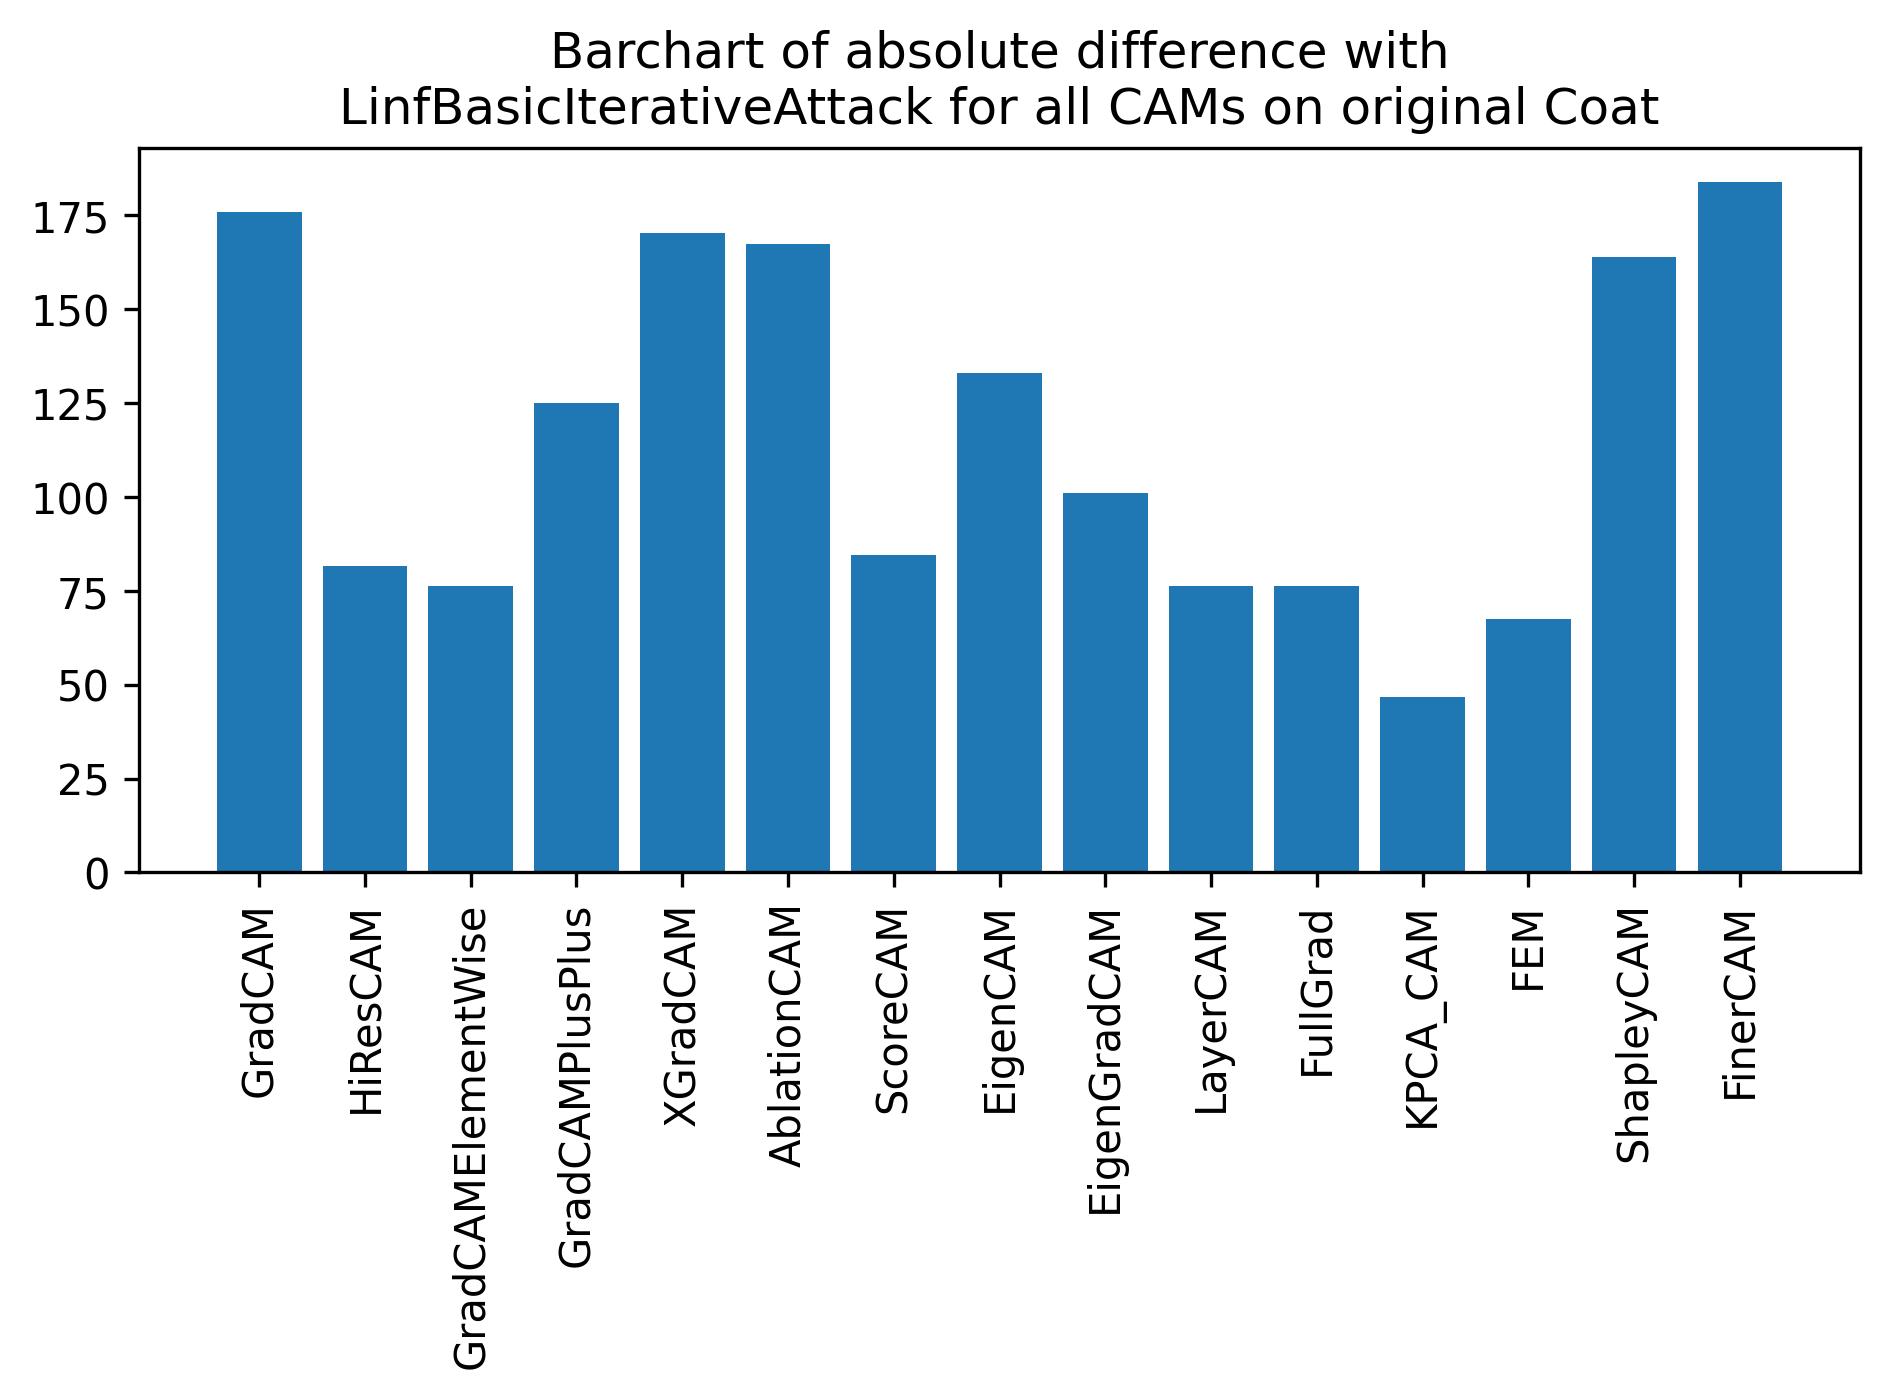 Barchart of absolute difference with
LinfBasicIterativeAttack for all CAMs on original Coat
175
150
125
100
75
50
25
0
GradCAM
HiResCAM
GradCAMElementWise
GradCAMPlusPlus
XGradCAM
AblationCAM
ScoreCAM
EigenCAM
EigenGradCAM
LayerCAM
FullGrad
KPCA_CAM
FEM
ShapleyCAM
FinerCAM